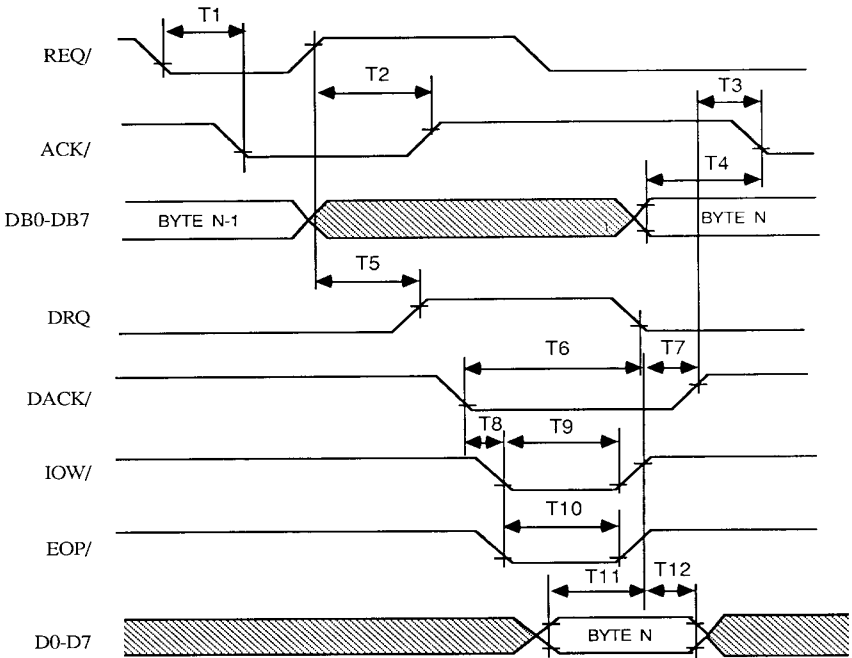 T1
REQ/
T2
T3
ACK/
T4
DB0-DB7
BYTE N-1
BYTE N
T5
DRQ
T6
T7
DACK/
T8
T9
IOW/
T10
EOP/
T11
T12
D0-D7
BYTE N